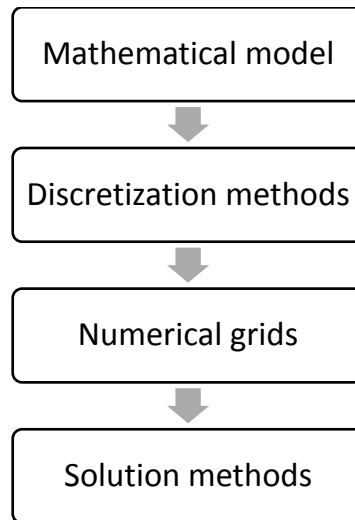 Mathematical model
Discretization methods
Numerical grids
Solution methods